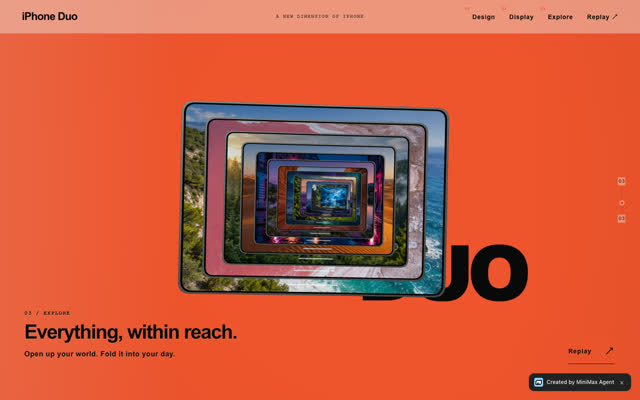 iPhone Duo
A NEW DIMENSION OF IPHONE
Design
Display
Explore
Replay ↗
DUO
03 / EXPLORE
Everything, within reach.
Open up your world. Fold it into your day.
Replay ↗
Created by MiniMax Agent ×